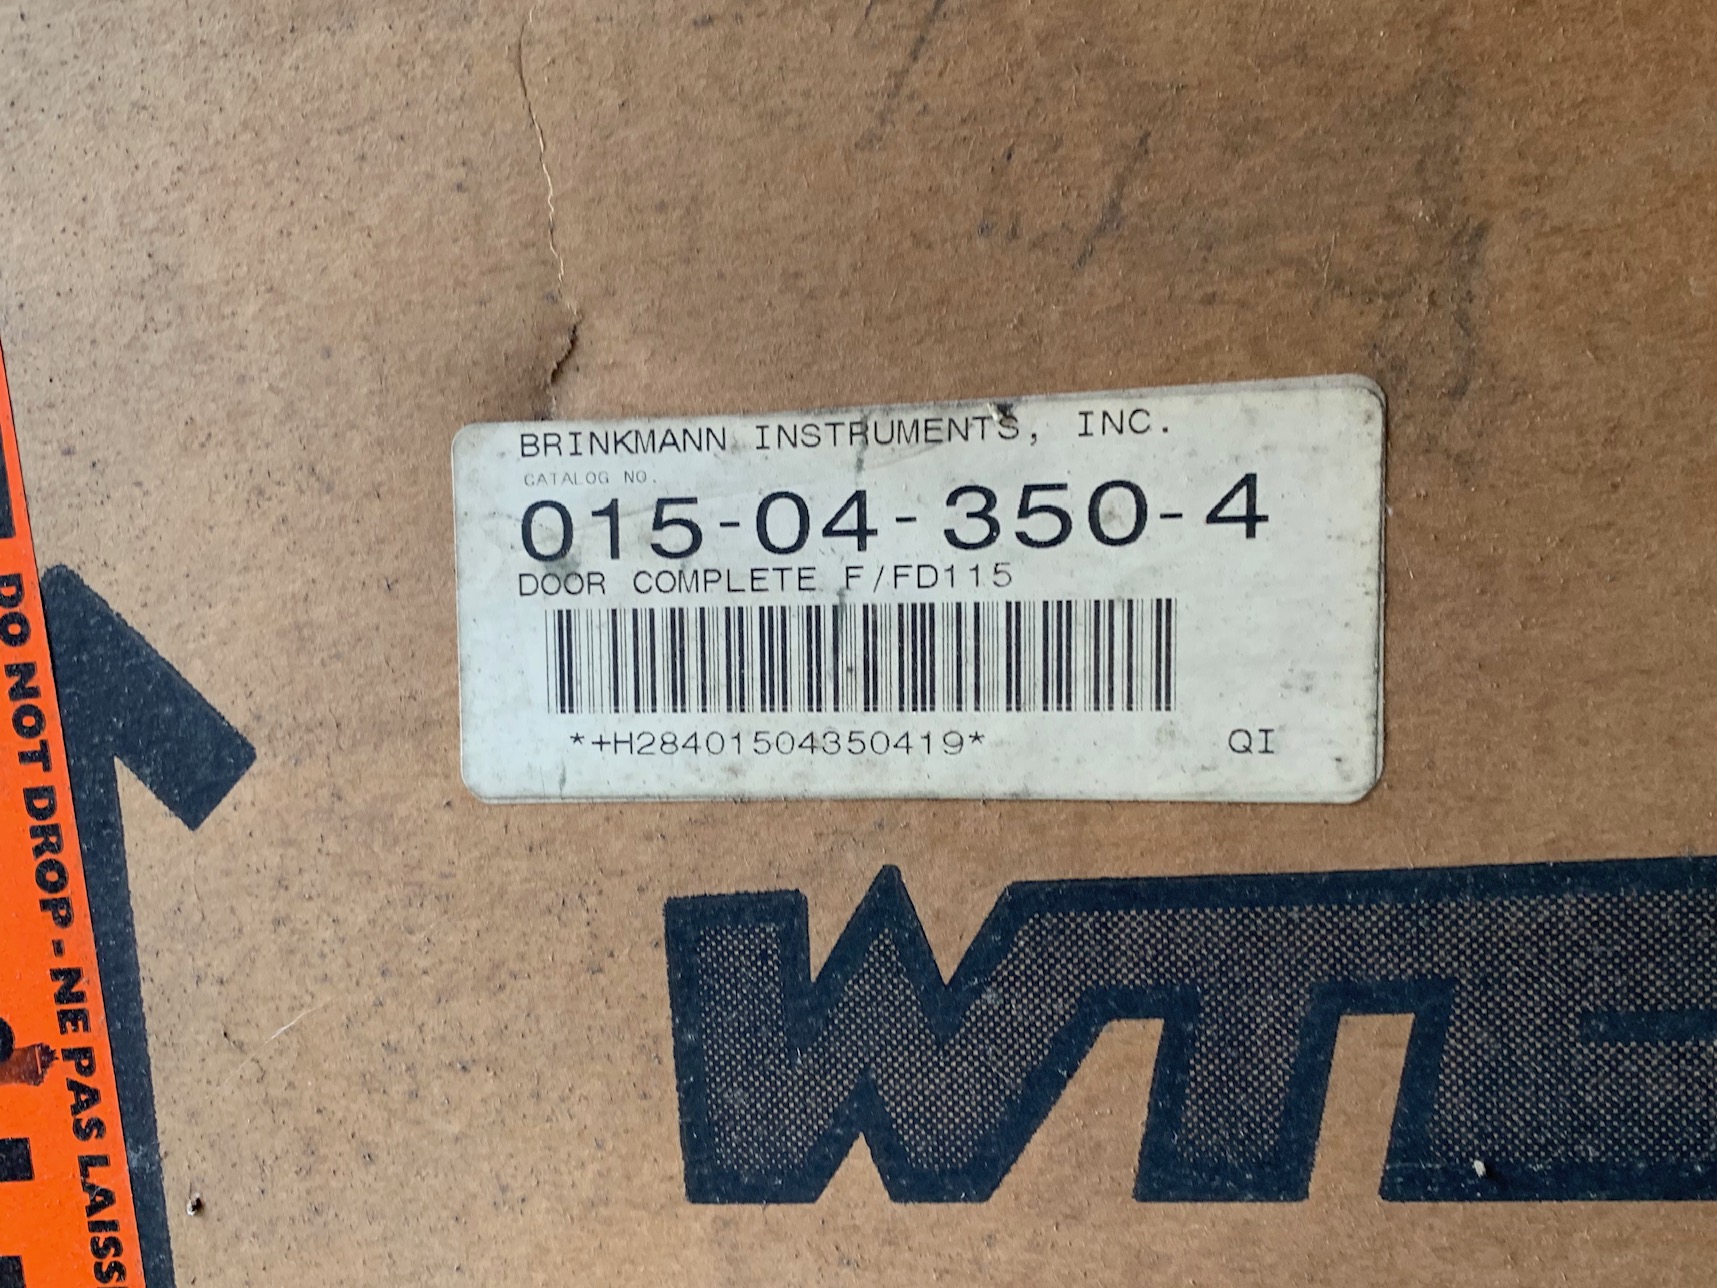 BRINKMANN INSTRUMENTS, INC.
CATALOG NO.
015-04-350-4
DOOR COMPLETE F/FD115
*+H28401504350419*
QI
DO NOT DROP - NE PAS LAISS